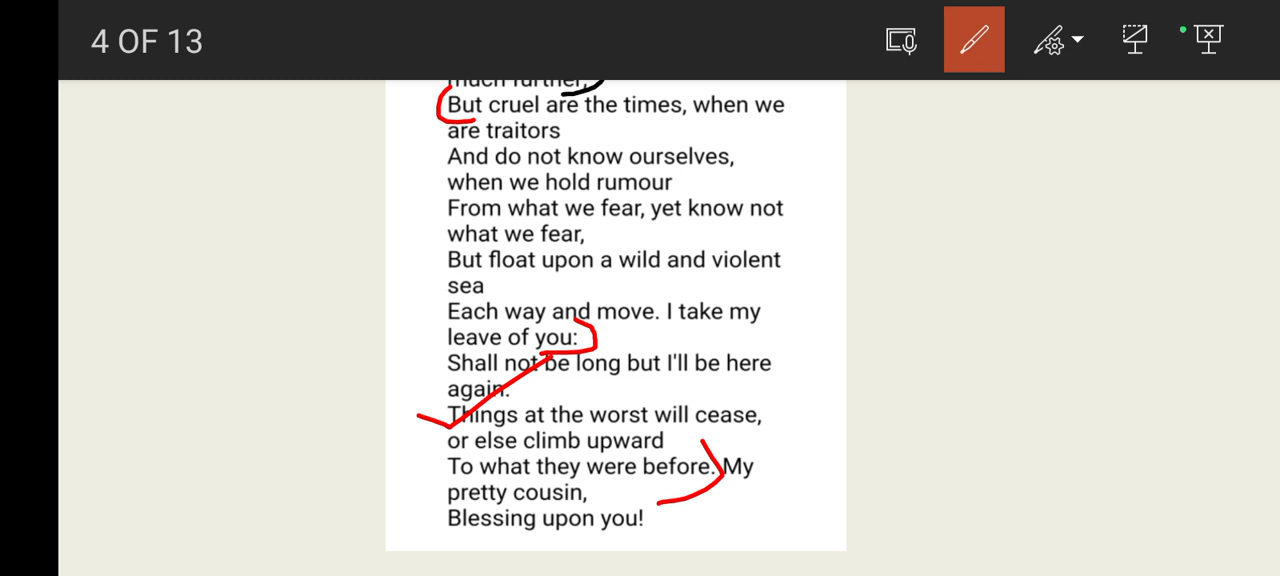 4 OF 13
much further;
But cruel are the times, when we
are traitors
And do not know ourselves,
when we hold rumour
From what we fear, yet know not
what we fear,
But float upon a wild and violent
sea
Each way and move. I take my
leave of you:
Shall not be long but I'll be here
again.
Things at the worst will cease,
or else climb upward
To what they were before. My
pretty cousin,
Blessing upon you!